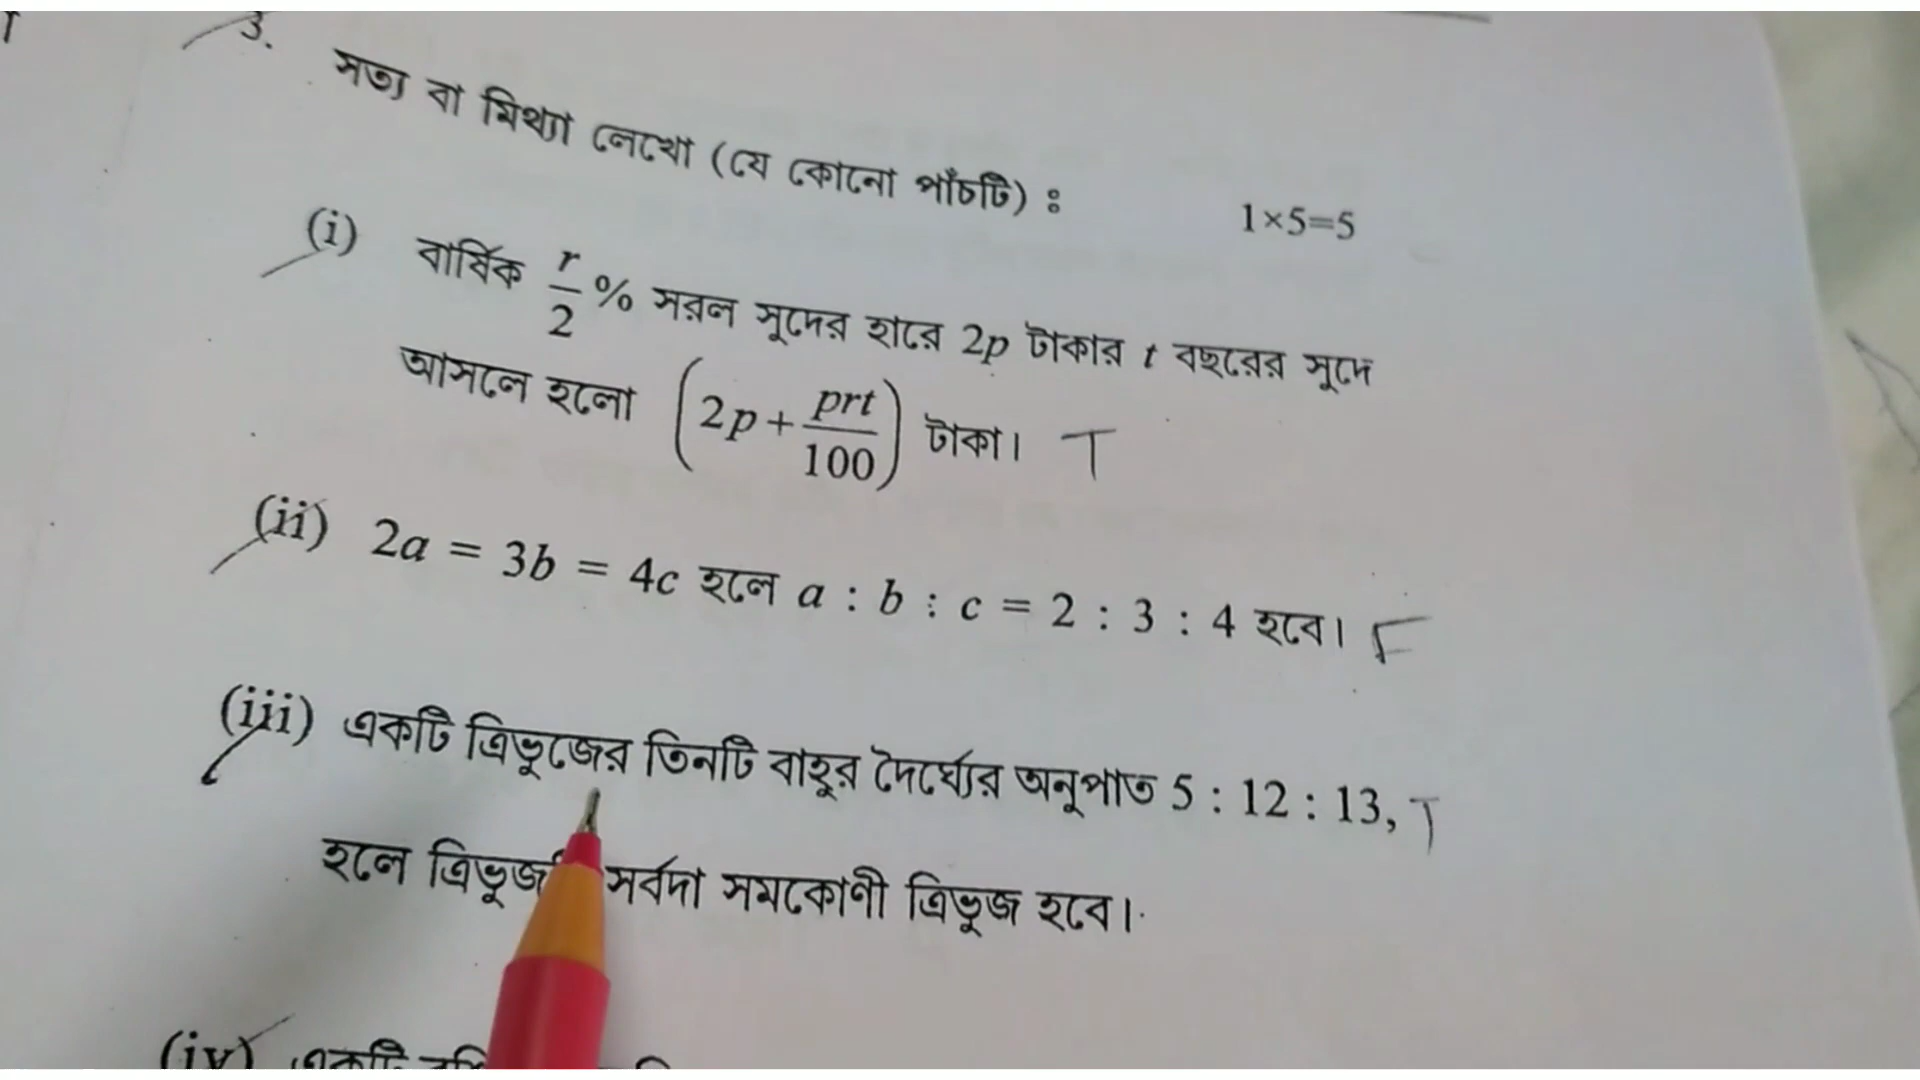 3.
সত্য বা মিথ্যা লেখো (যে কোনো পাঁচটি) : 1×5=5
(i) বার্ষিক r/2 % সরল সুদের হারে 2p টাকার t বছরের সুদে
আসলে হলো (2p + prt/100) টাকা। T
(ii) 2a = 3b = 4c হলে a : b : c = 2 : 3 : 4 হবে। F
(iii) একটি ত্রিভুজের তিনটি বাহুর দৈর্ঘ্যের অনুপাত 5 : 12 : 13, T
হলে সর্বদা সমকোণী ত্রিভুজ হবে।
(iv) একটি